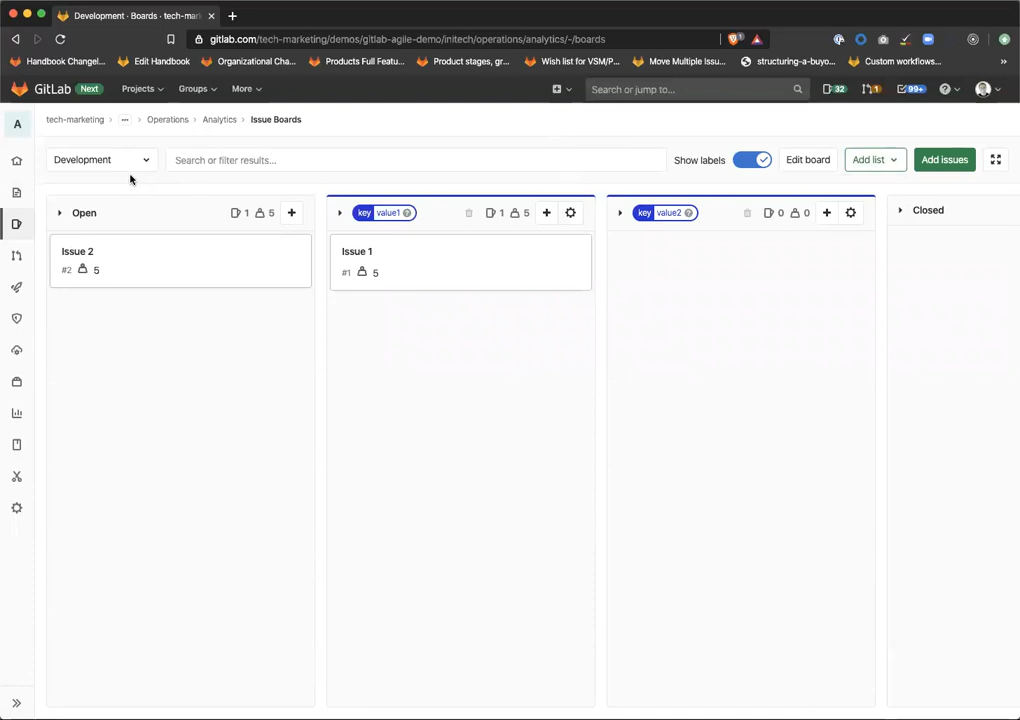 Development · Boards · tech-mar
gitlab.com/tech-marketing/demos/gitlab-agile-demo/initech/operations/analytics/-/boards
Handbook Changel... Edit Handbook Organizational Cha... Products Full Featu... Product stages, gr... Wish list for VSM/P... Move Multiple Issu... structuring-a-buyo... Custom workflows... »
GitLab Next Projects Groups More Search or jump to... 32 1 99+
A tech-marketing › ... › Operations › Analytics › Issue Boards
Development Search or filter results... Show labels Edit board Add list Add issues
Open 1 5 key value1 1 5 key value2 0 0 Closed
Issue 2 Issue 1
#2 5 #1 5